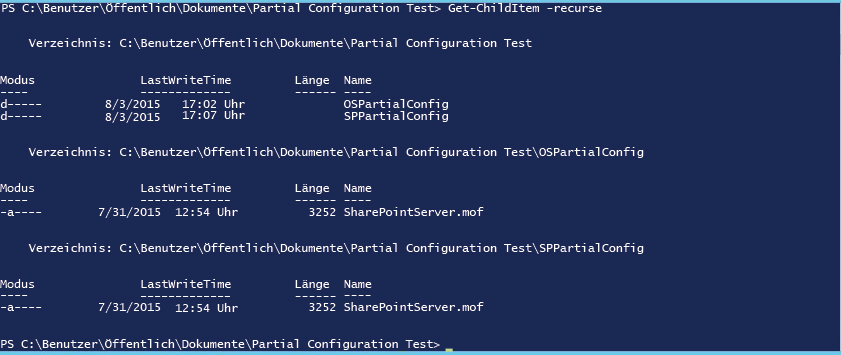 PS C:\Benutzer\Öffentlich\Dokumente\Partial Configuration Test> Get-ChildItem -recurse
Verzeichnis: C:\Benutzer\Öffentlich\Dokumente\Partial Configuration Test
Modus LastWriteTime Länge Name
---- ------------- ------ ----
d----- 8/3/2015 17:02 Uhr OSPartialConfig
d----- 8/3/2015 17:07 Uhr SPPartialConfig
Verzeichnis: C:\Benutzer\Öffentlich\Dokumente\Partial Configuration Test\OSPartialConfig
Modus LastWriteTime Länge Name
---- ------------- ------ ----
-a---- 7/31/2015 12:54 Uhr 3252 SharePointServer.mof
Verzeichnis: C:\Benutzer\Öffentlich\Dokumente\Partial Configuration Test\SPPartialConfig
Modus LastWriteTime Länge Name
---- ------------- ------ ----
-a---- 7/31/2015 12:54 Uhr 3252 SharePointServer.mof
PS C:\Benutzer\Öffentlich\Dokumente\Partial Configuration Test> _